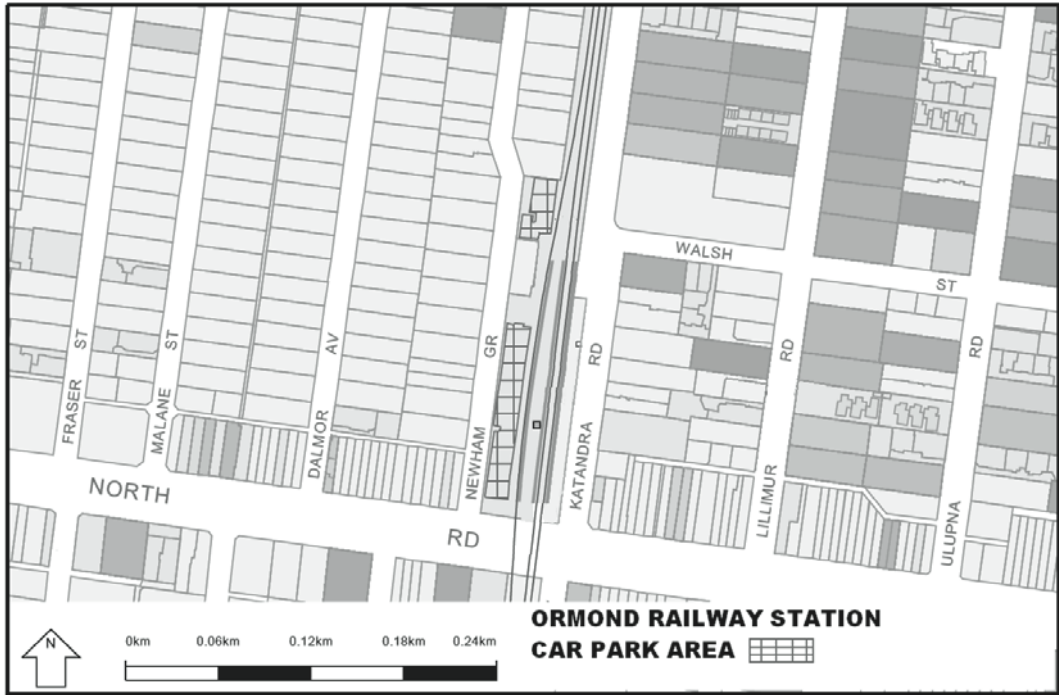 WALSH
ST
FRASER ST
MALANE ST
DALMOR AV
NEWHAM GR
KATANDRA RD
LILLIMUR RD
ULUPNA RD
NORTH RD
N
0km 0.06km 0.12km 0.18km 0.24km
ORMOND RAILWAY STATION
CAR PARK AREA